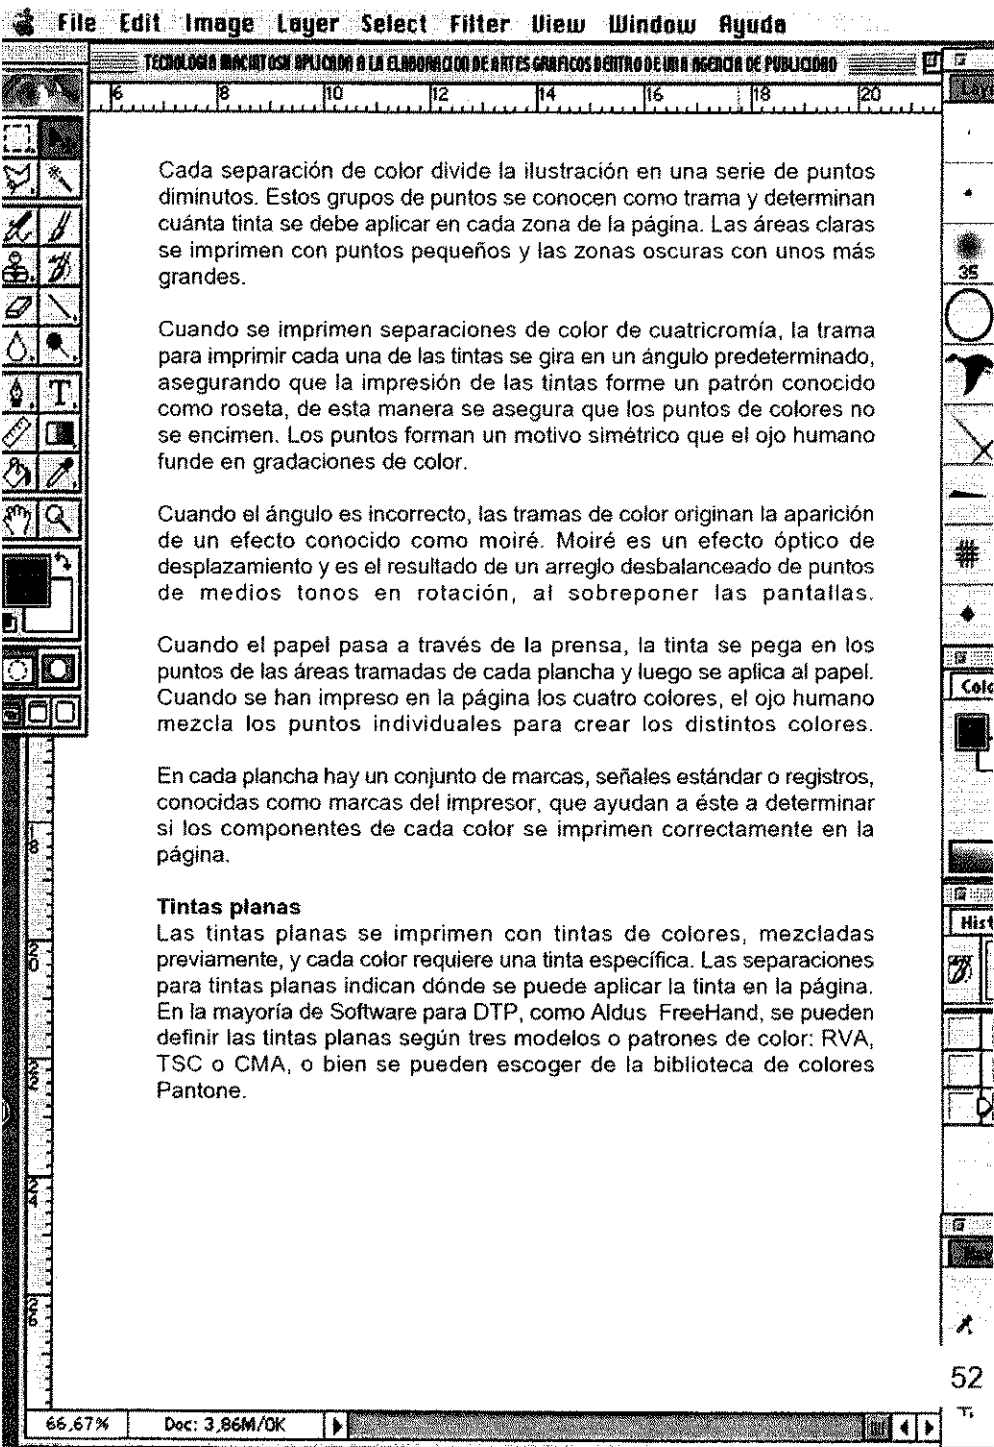 File Edit Image Layer Select Filter View Window Ayuda
TECNOLOGIA MACINTOSH APLICADA A LA ELABORACION DE ARTES GRAFICOS DENTRO DE UNA AGENCIA DE PUBLICIDAD
6 8 10 12 14 16 18 20
Cada separación de color divide la ilustración en una serie de puntos
diminutos. Estos grupos de puntos se conocen como trama y determinan
cuánta tinta se debe aplicar en cada zona de la página. Las áreas claras
se imprimen con puntos pequeños y las zonas oscuras con unos más
grandes.
35
Cuando se imprimen separaciones de color de cuatricromía, la trama
para imprimir cada una de las tintas se gira en un ángulo predeterminado,
asegurando que la impresión de las tintas forme un patrón conocido
como roseta, de esta manera se asegura que los puntos de colores no
se encimen. Los puntos forman un motivo simétrico que el ojo humano
funde en gradaciones de color.
T
Cuando el ángulo es incorrecto, las tramas de color originan la aparición
de un efecto conocido como moiré. Moiré es un efecto óptico de
desplazamiento y es el resultado de un arreglo desbalanceado de puntos
de medios tonos en rotación, al sobreponer las pantallas.
Cuando el papel pasa a través de la prensa, la tinta se pega en los
puntos de las áreas tramadas de cada plancha y luego se aplica al papel.
Cuando se han impreso en la página los cuatro colores, el ojo humano
mezcla los puntos individuales para crear los distintos colores.
Colo
En cada plancha hay un conjunto de marcas, señales estándar o registros,
conocidas como marcas del impresor, que ayudan a éste a determinar
si los componentes de cada color se imprimen correctamente en la
página.
18
Tintas planas
Las tintas planas se imprimen con tintas de colores, mezcladas
previamente, y cada color requiere una tinta específica. Las separaciones
para tintas planas indican dónde se puede aplicar la tinta en la página.
En la mayoría de Software para DTP, como Aldus FreeHand, se pueden
definir las tintas planas según tres modelos o patrones de color: RVA,
TSC o CMA, o bien se pueden escoger de la biblioteca de colores
Pantone.
Hist
20
22
24
26
52
66,67% Doc: 3,86M/0K